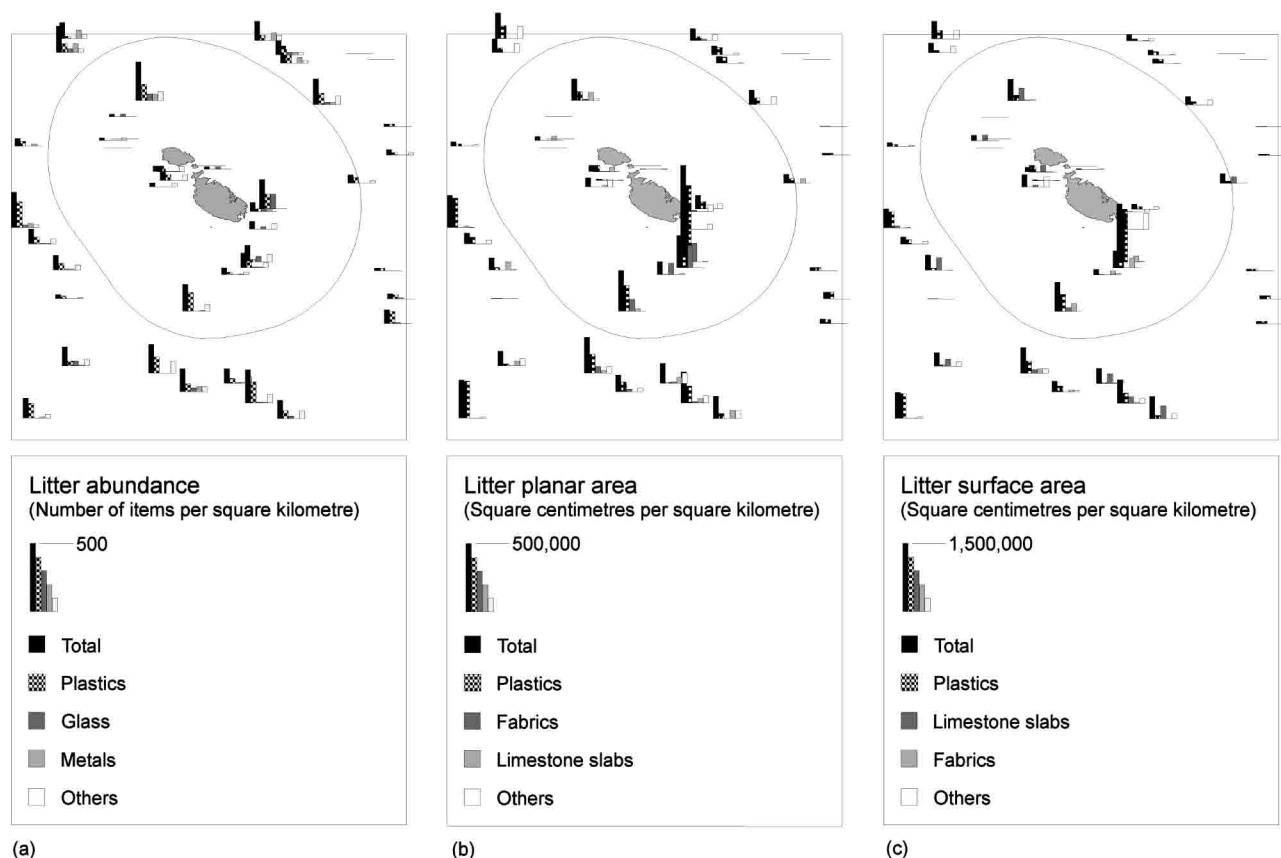 Litter abundance
(Number of items per square kilometre)
500
Total
Plastics
Glass
Metals
Others
(a)
Litter planar area
(Square centimetres per square kilometre)
500,000
Total
Plastics
Fabrics
Limestone slabs
Others
(b)
Litter surface area
(Square centimetres per square kilometre)
1,500,000
Total
Plastics
Limestone slabs
Fabrics
Others
(c)